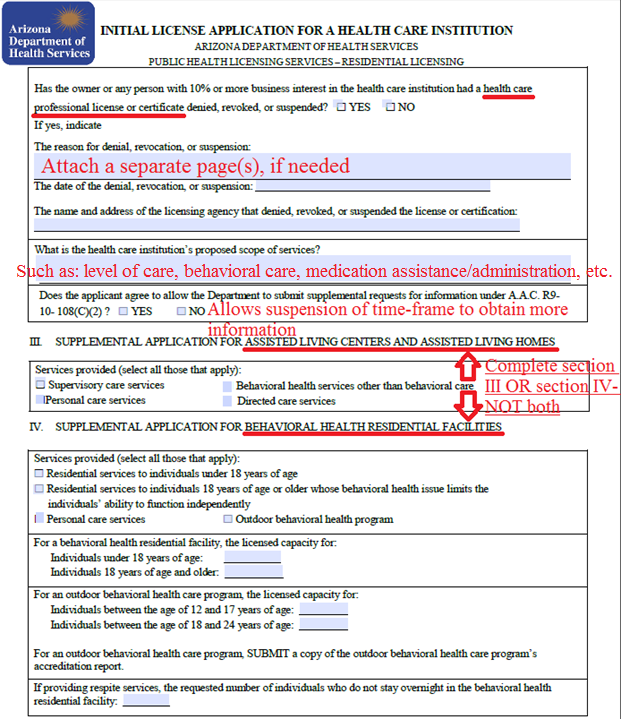 Arizona
Department of
Health Services
INITIAL LICENSE APPLICATION FOR A HEALTH CARE INSTITUTION
ARIZONA DEPARTMENT OF HEALTH SERVICES
PUBLIC HEALTH LICENSING SERVICES – RESIDENTIAL LICENSING
Has the owner or any person with 10% or more business interest in the health care institution had a health care
professional license or certificate denied, revoked, or suspended? YES NO
If yes, indicate
The reason for denial, revocation, or suspension:
Attach a separate page(s), if needed
The date of the denial, revocation, or suspension:
The name and address of the licensing agency that denied, revoked, or suspended the license or certification:
What is the health care institution's proposed scope of services?
Such as: level of care, behavioral care, medication assistance/administration, etc.
Does the applicant agree to allow the Department to submit supplemental requests for information under A.A.C. R9-
10- 108(C)(2) ? YES NO
Allows suspension of time-frame to obtain more
information
III. SUPPLEMENTAL APPLICATION FOR ASSISTED LIVING CENTERS AND ASSISTED LIVING HOMES
Services provided (select all those that apply):
Supervisory care services Behavioral health services other than behavioral care
Personal care services Directed care services
Complete section
III OR section IV-
NOT both
IV. SUPPLEMENTAL APPLICATION FOR BEHAVIORAL HEALTH RESIDENTIAL FACILITIES
Services provided (select all those that apply):
Residential services to individuals under 18 years of age
Residential services to individuals 18 years of age or older whose behavioral health issue limits the
individuals' ability to function independently
Personal care services Outdoor behavioral health program
For a behavioral health residential facility, the licensed capacity for:
Individuals under 18 years of age:
Individuals 18 years of age and older:
For an outdoor behavioral health care program, the licensed capacity for:
Individuals between the age of 12 and 17 years of age:
Individuals between the age of 18 and 24 years of age:
For an outdoor behavioral health care program, SUBMIT a copy of the outdoor behavioral health care program's
accreditation report.
If providing respite services, the requested number of individuals who do not stay overnight in the behavioral health
residential facility: